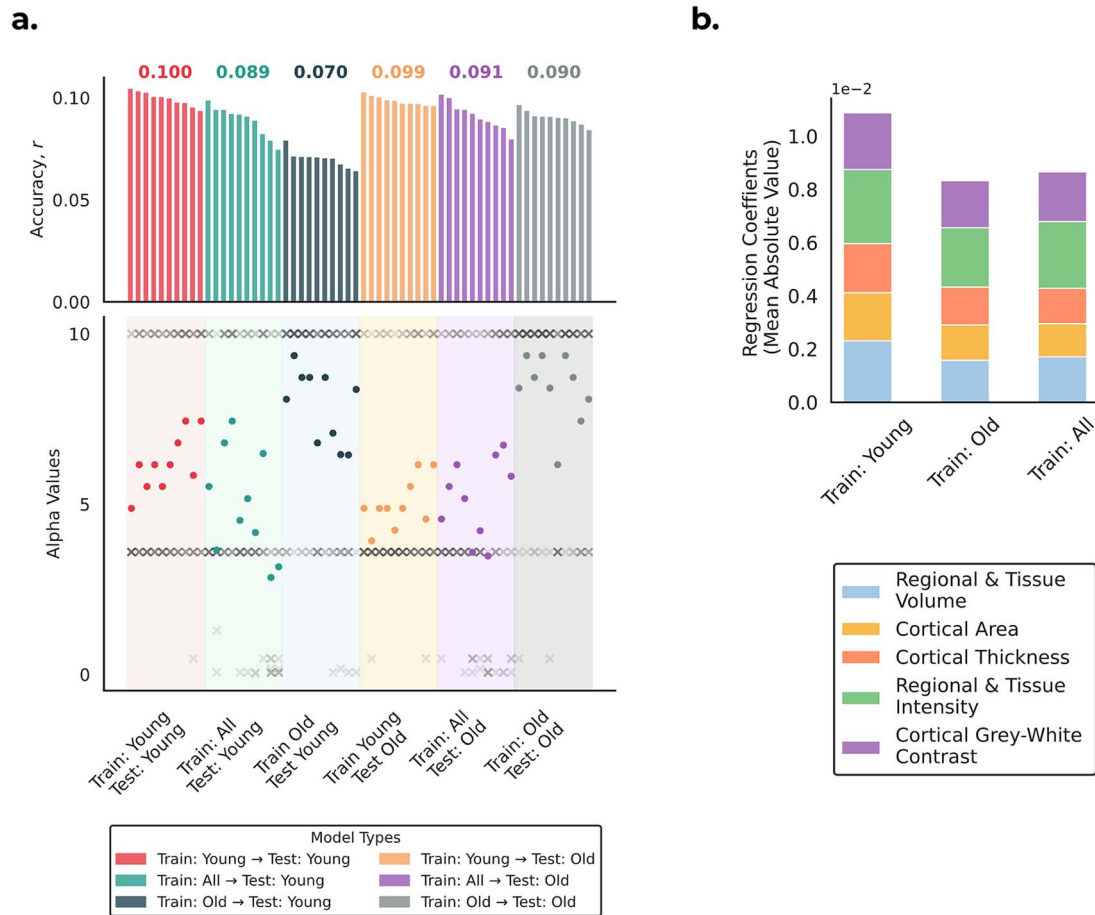 a.
0.100 0.089 0.070 0.099 0.091 0.090
0.10
0.05
0.00
Accuracy, r
10
5
0
Alpha Values
Train: Young
Test: Young
Train: All
Test: Young
Train Old
Test Young
Train Young
Test Old
Train: All
Test: Old
Train: Old
Test: Old
Model Types
Train: Young → Test: Young
Train: All → Test: Young
Train: Old → Test: Young
Train: Young → Test: Old
Train: All → Test: Old
Train: Old → Test: Old
b.
1e−2
1.0
0.8
0.6
0.4
0.2
0.0
Regression Coeffients
(Mean Absolute Value)
Train: Young
Train: Old
Train: All
Regional & Tissue
Volume
Cortical Area
Cortical Thickness
Regional & Tissue
Intensity
Cortical Grey-White
Contrast